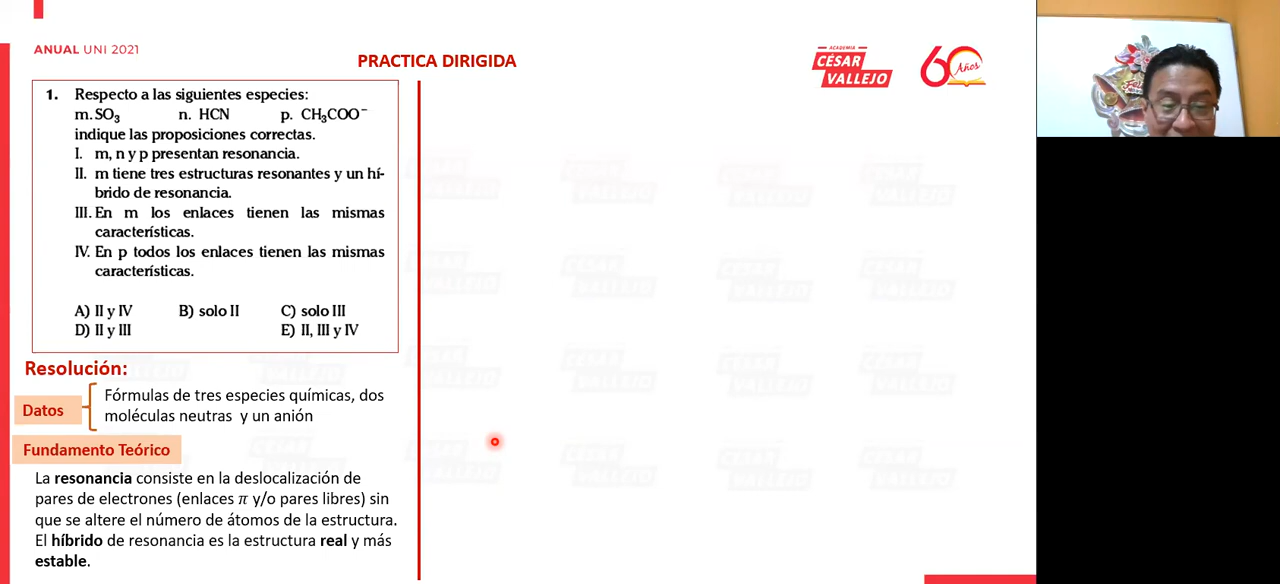 ANUAL UNI 2021
PRACTICA DIRIGIDA
ACADEMIA
CÉSAR
VALLEJO
60 Años
1. Respecto a las siguientes especies:
m. SO₃ n. HCN p. CH₃COO⁻
indique las proposiciones correctas.
I. m, n y p presentan resonancia.
II. m tiene tres estructuras resonantes y un hí-
brido de resonancia.
III. En m los enlaces tienen las mismas
características.
IV. En p todos los enlaces tienen las mismas
características.
A) II y IV B) solo II C) solo III
D) II y III E) II, III y IV
Resolución:
Datos
Fórmulas de tres especies químicas, dos
moléculas neutras y un anión
Fundamento Teórico
La resonancia consiste en la deslocalización de
pares de electrones (enlaces π y/o pares libres) sin
que se altere el número de átomos de la estructura.
El híbrido de resonancia es la estructura real y más
estable.